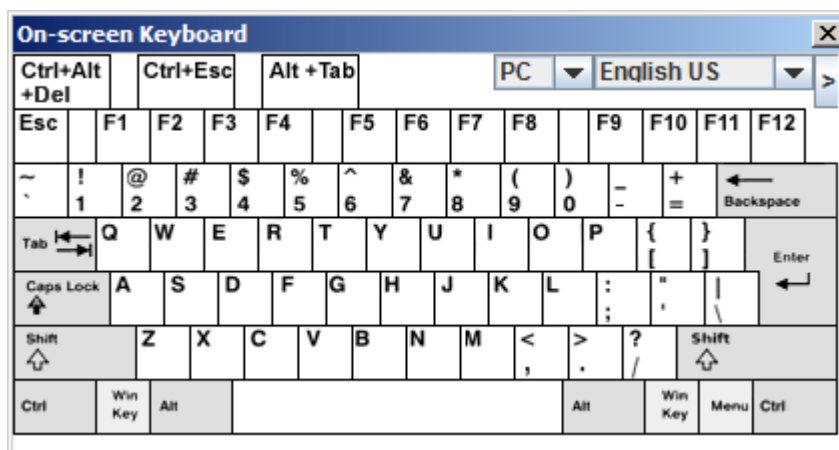 On-screen Keyboard
Ctrl+Alt Ctrl+Esc Alt +Tab PC English US >
+Del
Esc F1 F2 F3 F4 F5 F6 F7 F8 F9 F10 F11 F12
~ ! @ # $ % ^ & * ( ) _ +
` 1 2 3 4 5 6 7 8 9 0 - = Backspace
Tab Q W E R T Y U I O P { }
[ ] Enter
Caps Lock A S D F G H J K L : " |
; ' \
Shift Z X C V B N M < > ? Shift
, . /
Ctrl Win Key Alt Alt Win Key Menu Ctrl